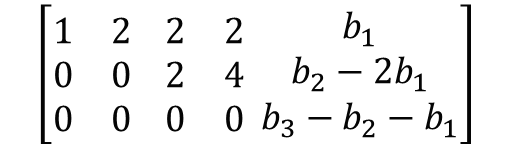 1 2 2 2 b₁
0 0 2 4 b₂ − 2b₁
0 0 0 0 b₃ − b₂ − b₁